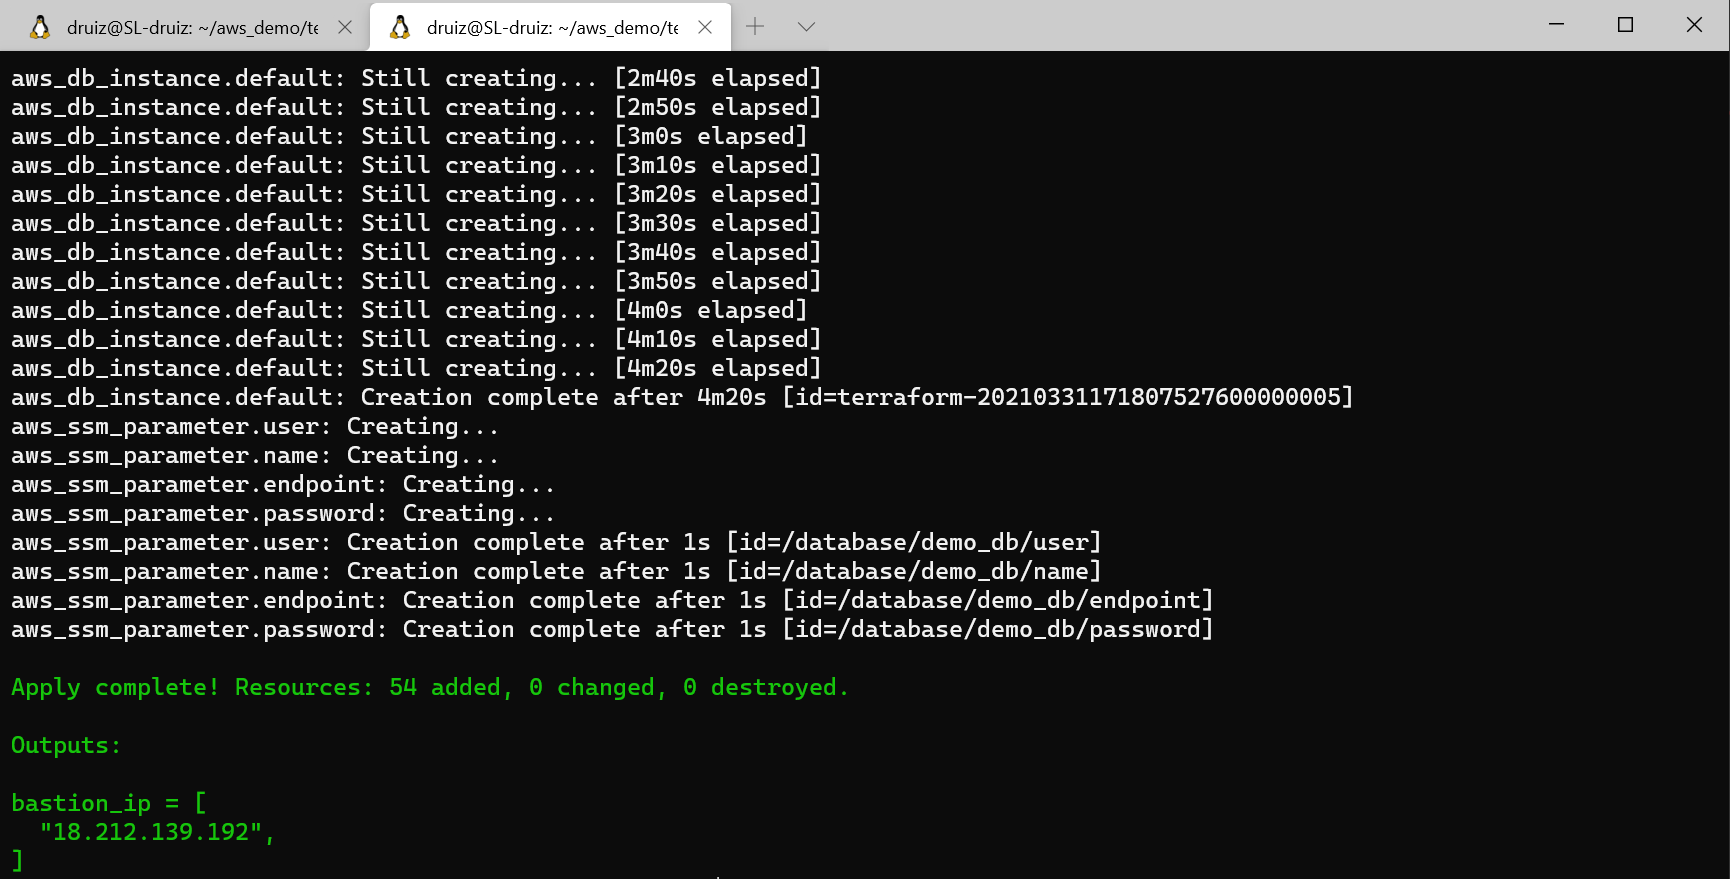 druiz@SL-druiz: ~/aws_demo/te
druiz@SL-druiz: ~/aws_demo/te
aws_db_instance.default: Still creating... [2m40s elapsed]
aws_db_instance.default: Still creating... [2m50s elapsed]
aws_db_instance.default: Still creating... [3m0s elapsed]
aws_db_instance.default: Still creating... [3m10s elapsed]
aws_db_instance.default: Still creating... [3m20s elapsed]
aws_db_instance.default: Still creating... [3m30s elapsed]
aws_db_instance.default: Still creating... [3m40s elapsed]
aws_db_instance.default: Still creating... [3m50s elapsed]
aws_db_instance.default: Still creating... [4m0s elapsed]
aws_db_instance.default: Still creating... [4m10s elapsed]
aws_db_instance.default: Still creating... [4m20s elapsed]
aws_db_instance.default: Creation complete after 4m20s [id=terraform-20210331171807527600000005]
aws_ssm_parameter.user: Creating...
aws_ssm_parameter.name: Creating...
aws_ssm_parameter.endpoint: Creating...
aws_ssm_parameter.password: Creating...
aws_ssm_parameter.user: Creation complete after 1s [id=/database/demo_db/user]
aws_ssm_parameter.name: Creation complete after 1s [id=/database/demo_db/name]
aws_ssm_parameter.endpoint: Creation complete after 1s [id=/database/demo_db/endpoint]
aws_ssm_parameter.password: Creation complete after 1s [id=/database/demo_db/password]
Apply complete! Resources: 54 added, 0 changed, 0 destroyed.
Outputs:
bastion_ip = [
"18.212.139.192",
]